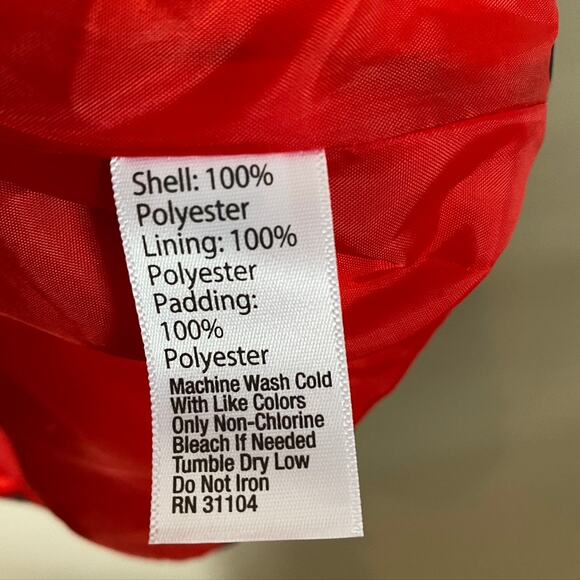 Shell: 100%
Polyester
Lining: 100%
Polyester
Padding:
100%
Polyester
Machine Wash Cold
With Like Colors
Only Non-Chlorine
Bleach If Needed
Tumble Dry Low
Do Not Iron
RN 31104